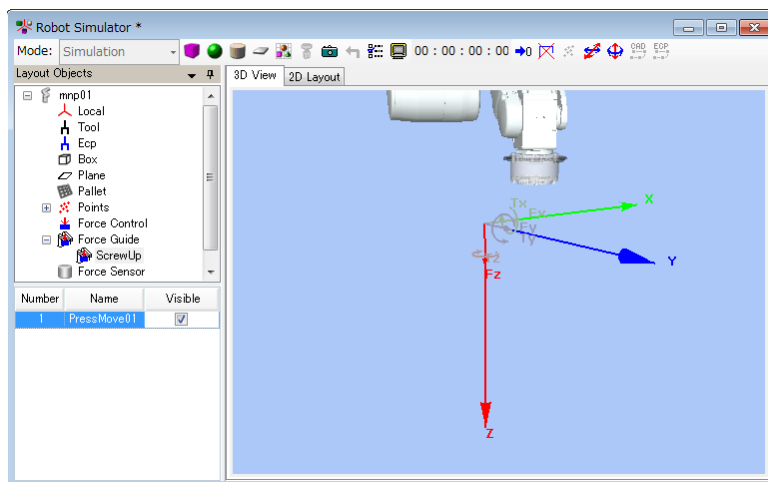 Robot Simulator *
Mode: Simulation 00 : 00 : 00 : 00 CAD ECP
Layout Objects
3D View 2D Layout
mnp01
Local
Tool
Ecp
Box
Plane
Pallet
Points
Force Control
Force Guide
ScrewUp
Force Sensor
Number Name Visible
1 PressMove01
X
Tx
Fy
Ty
Y
Fz
Z